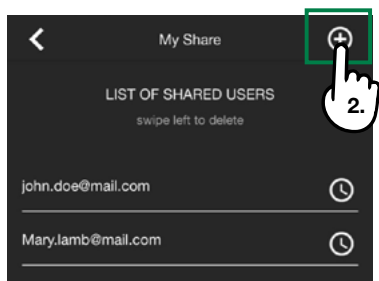 My Share
2.
LIST OF SHARED USERS
swipe left to delete
john.doe@mail.com
Mary.lamb@mail.com